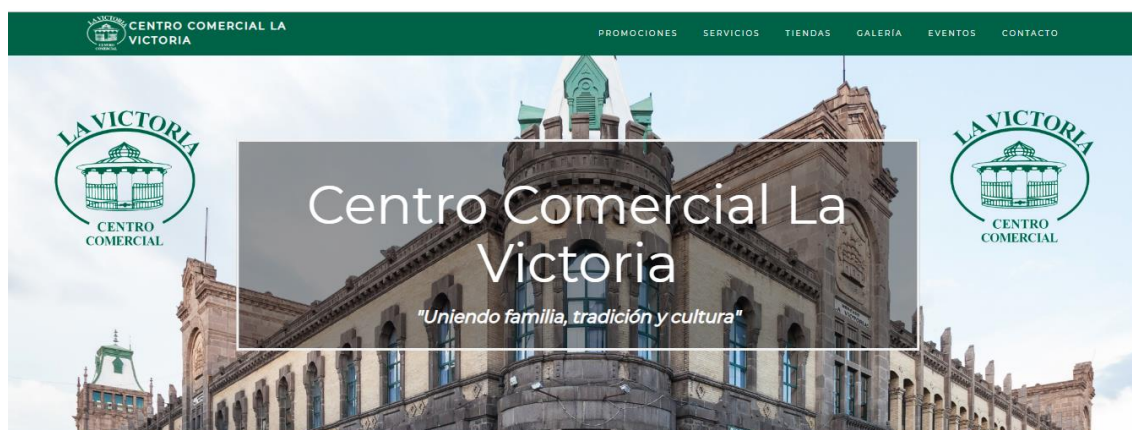 CENTRO COMERCIAL LA
VICTORIA
PROMOCIONES SERVICIOS TIENDAS GALERÍA EVENTOS CONTACTO
LA VICTORIA
CENTRO
COMERCIAL
Centro Comercial La
Victoria
"Uniendo familia, tradición y cultura"
LA VICTORIA
CENTRO
COMERCIAL